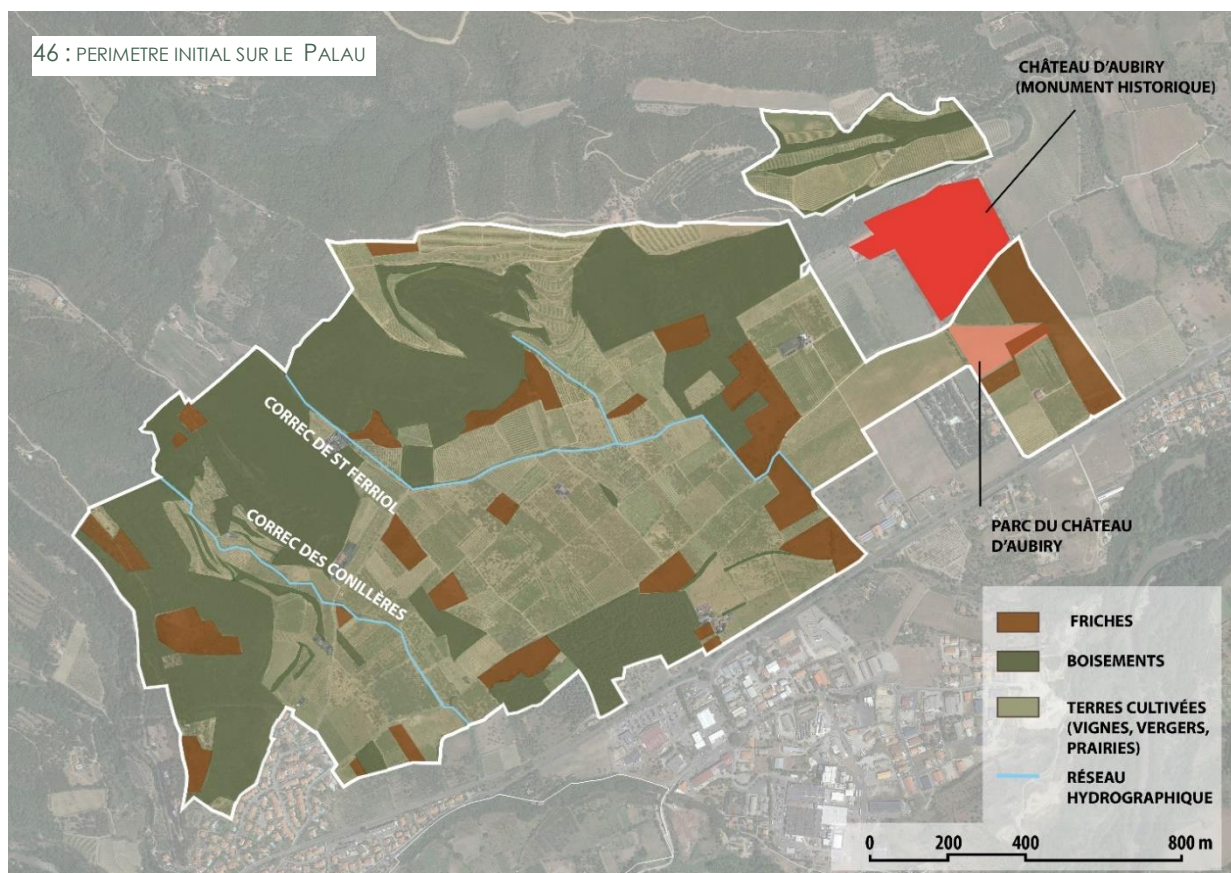 46 : PERIMETRE INITIAL SUR LE PALAU
CHÂTEAU D'AUBIRY
(MONUMENT HISTORIQUE)
CORREC DE ST FERRIOL
CORREC DES CONILLÈRES
PARC DU CHÂTEAU
D'AUBIRY
FRICHES
BOISEMENTS
TERRES CULTIVÉES
(VIGNES, VERGERS,
PRAIRIES)
RÉSEAU
HYDROGRAPHIQUE
0 200 400 800 m